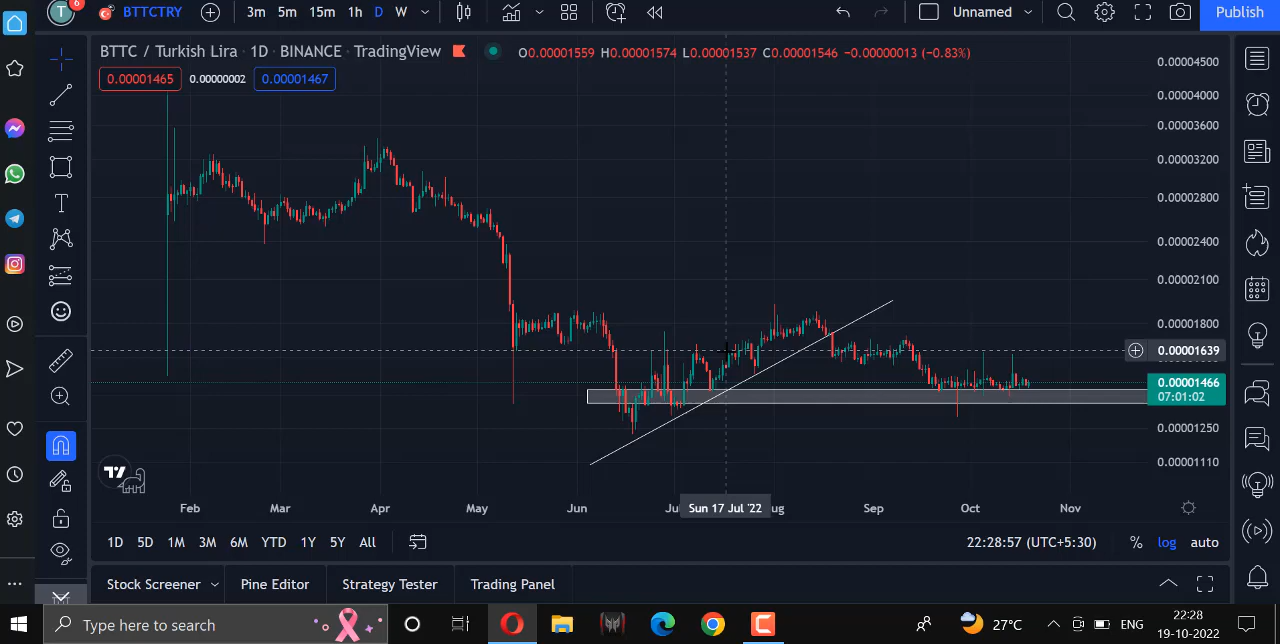 T 6 BTTCTRY 3m 5m 15m 1h D W Unnamed Publish
BTTC / Turkish Lira · 1D · BINANCE · TradingView O0.00001559 H0.00001574 L0.00001537 C0.00001546 −0.00000013 (−0.83%)
0.00001465 0.00000002 0.00001467
0.00004500
0.00004000
0.00003600
0.00003200
0.00002800
0.00002400
0.00002100
0.00001800
0.00001639
0.00001466
07:01:02
0.00001250
0.00001110
Feb Mar Apr May Jun Ju Sun 17 Jul '22 ug Sep Oct Nov
1D 5D 1M 3M 6M YTD 1Y 5Y All 22:28:57 (UTC+5:30) % log auto
Stock Screener Pine Editor Strategy Tester Trading Panel
Type here to search 27°C ENG 22:28
19-10-2022